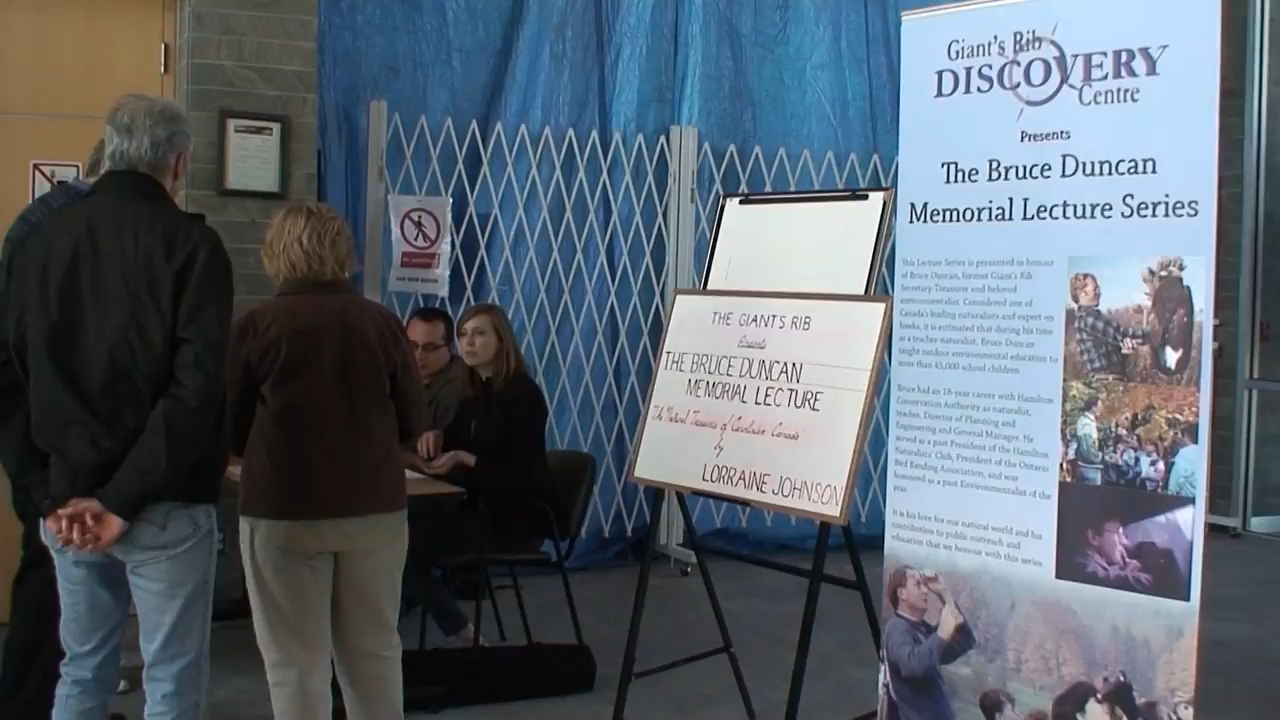 THE GIANT'S RIB
Presents
THE BRUCE DUNCAN
MEMORIAL LECTURE
The Natural Treasures of Carolinian Canada
by
LORRAINE JOHNSON
Giant's Rib
DISCOVERY
Centre
Presents
The Bruce Duncan
Memorial Lecture Series
This Lecture Series is presented in honour
of Bruce Duncan, former Giant's Rib
Secretary-Treasurer and beloved
environmentalist. Considered one of
Canada's leading naturalists and expert on
hawks, it is estimated that during his time
as a teacher-naturalist, Bruce Duncan
taught outdoor environmental education to
more than 45,000 school children.
Bruce had an 18-year career with Hamilton
Conservation Authority as naturalist,
teacher, Director of Planning and
Engineering and General Manager. He
served as a past President of the Hamilton
Naturalists' Club, President of the Ontario
Bird Banding Association, and was
honoured as a past Environmentalist of the
year.
It is his love for our natural world and his
contribution to public outreach and
education that we honour with this series.